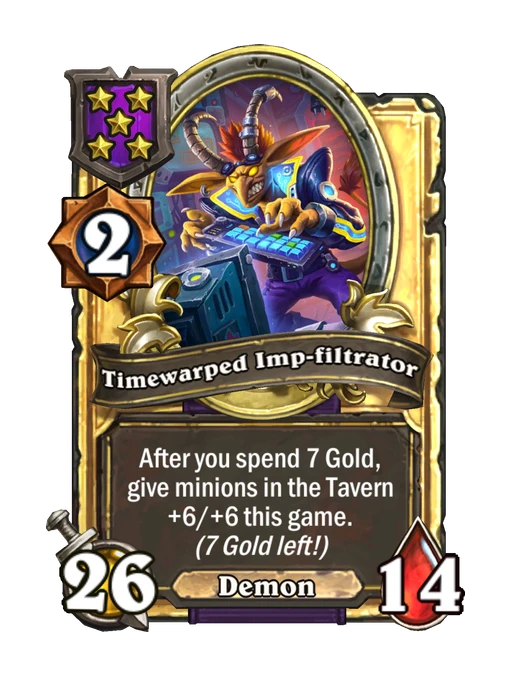 2
Timewarped Imp-filtrator
After you spend 7 Gold,
give minions in the Tavern
+6/+6 this game.
(7 Gold left!)
26
Demon
14